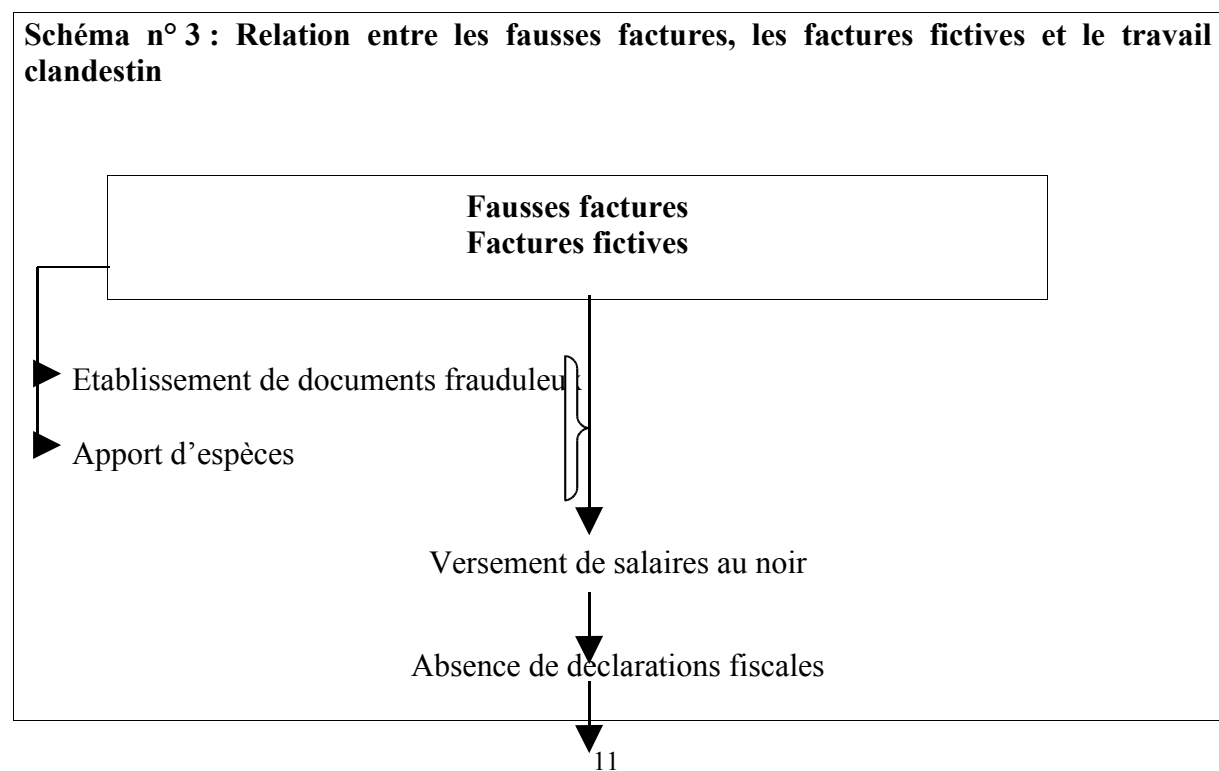 Schéma n° 3 : Relation entre les fausses factures, les factures fictives et le travail
clandestin
Fausses factures
Factures fictives
Etablissement de documents frauduleux
Apport d’espèces
Versement de salaires au noir
Absence de déclarations fiscales
11